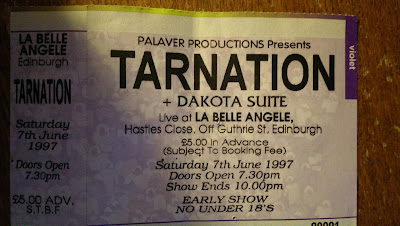 LA BELLE
ANGELE
Edinburgh
TARNATION
Saturday
7th June
1997
Doors Open
7.30pm
£5.00 ADV.
S.T.B.F
PALAVER PRODUCTIONS Presents
TARNATION
+ DAKOTA SUITE
Live at LA BELLE ANGELE,
Hasties Close, Off Guthrie St, Edinburgh
£5.00 In Advance
(Subject To Booking Fee)
Saturday 7th June 1997
Doors Open 7.30pm
Show Ends 10.00pm
EARLY SHOW
NO UNDER 18'S
violet